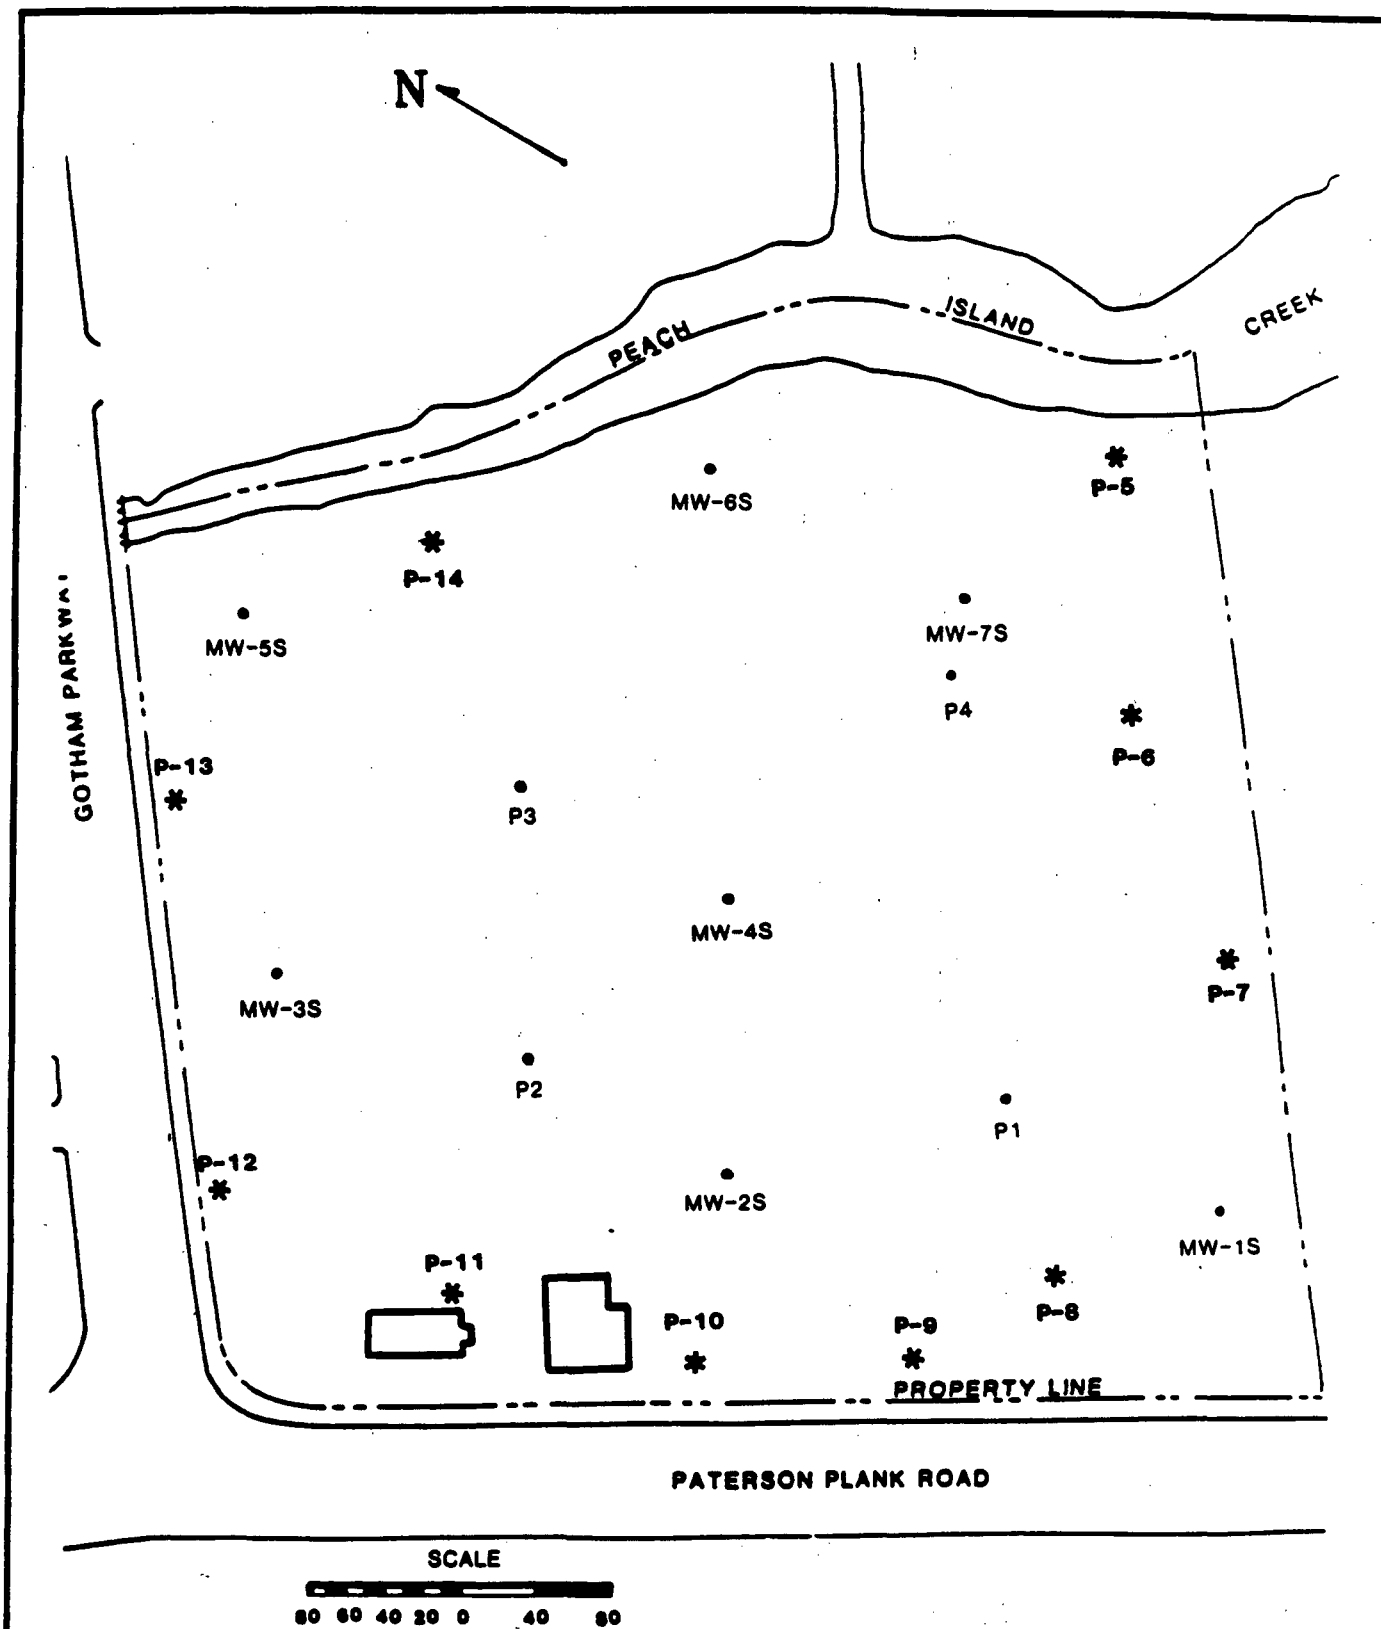 N
PEACH
ISLAND
CREEK
P-5
MW-6S
P-14
MW-5S
MW-7S
P4
P-6
GOTHAM PARKWAY
P-13
P3
MW-4S
P-7
MW-3S
P2
P1
P-12
MW-2S
MW-1S
P-11
P-8
P-10
P-9
PROPERTY LINE
PATERSON PLANK ROAD
SCALE
80 60 40 20 0 40 80